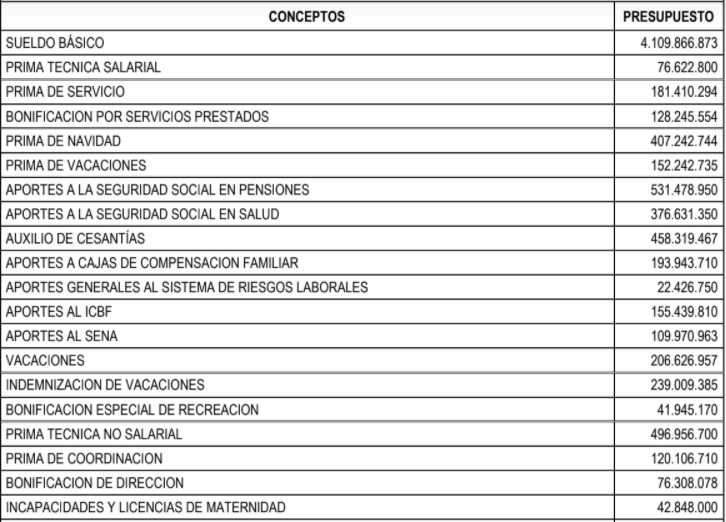 CONCEPTOS PRESUPUESTO
SUELDO BÁSICO 4.109.866.873
PRIMA TECNICA SALARIAL 76.622.800
PRIMA DE SERVICIO 181.410.294
BONIFICACION POR SERVICIOS PRESTADOS 128.245.554
PRIMA DE NAVIDAD 407.242.744
PRIMA DE VACACIONES 152.242.735
APORTES A LA SEGURIDAD SOCIAL EN PENSIONES 531.478.950
APORTES A LA SEGURIDAD SOCIAL EN SALUD 376.631.350
AUXILIO DE CESANTÍAS 458.319.467
APORTES A CAJAS DE COMPENSACION FAMILIAR 193.943.710
APORTES GENERALES AL SISTEMA DE RIESGOS LABORALES 22.426.750
APORTES AL ICBF 155.439.810
APORTES AL SENA 109.970.963
VACACIONES 206.626.957
INDEMNIZACION DE VACACIONES 239.009.385
BONIFICACION ESPECIAL DE RECREACION 41.945.170
PRIMA TECNICA NO SALARIAL 496.956.700
PRIMA DE COORDINACION 120.106.710
BONIFICACION DE DIRECCION 76.308.078
INCAPACIDADES Y LICENCIAS DE MATERNIDAD 42.848.000